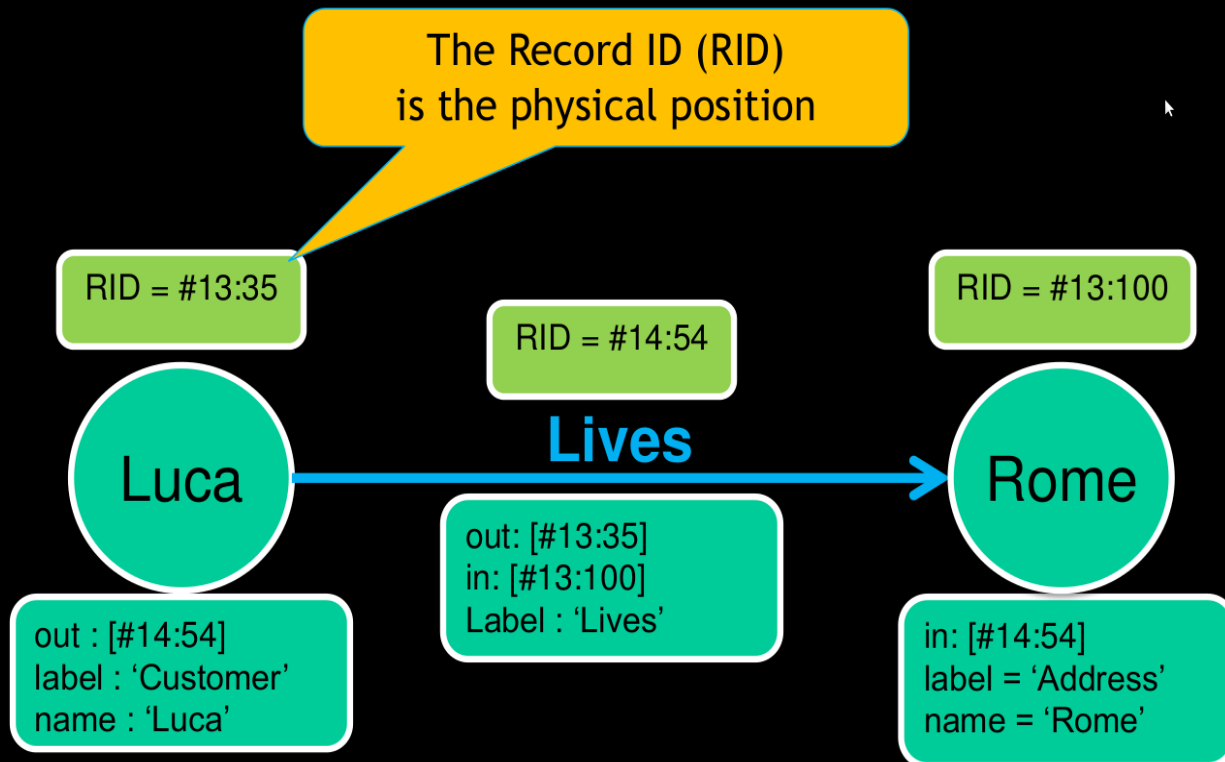 The Record ID (RID)
is the physical position
RID = #13:35
RID = #14:54
RID = #13:100
Lives
Luca
Rome
out: [#13:35]
in: [#13:100]
Label : ‘Lives’
out : [#14:54]
label : ‘Customer’
name : ‘Luca’
in: [#14:54]
label = ‘Address’
name = ‘Rome’